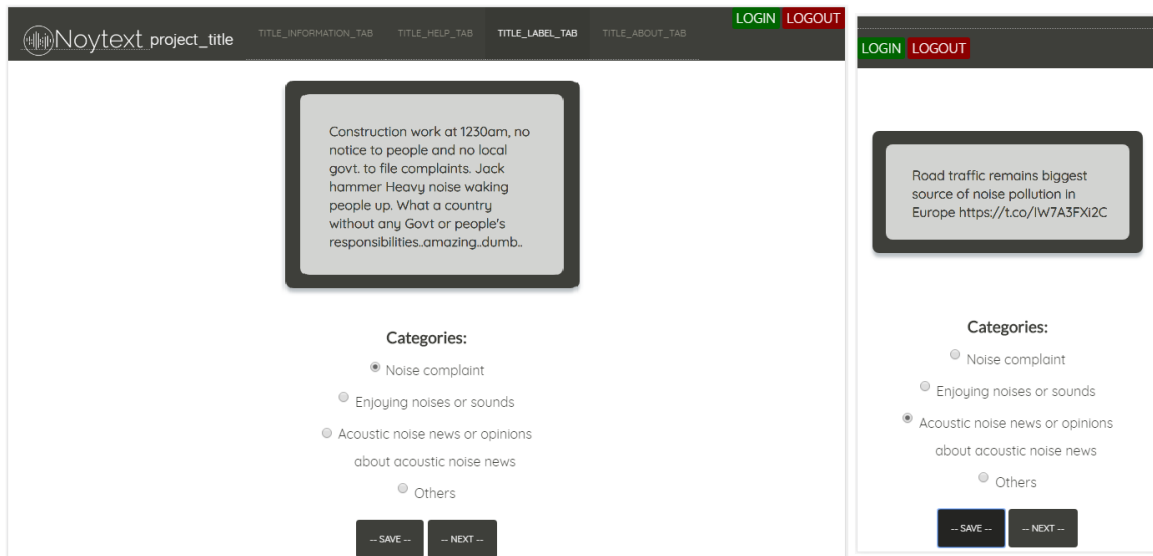 Noytext project_title TITLE_INFORMATION_TAB TITLE_HELP_TAB TITLE_LABEL_TAB TITLE_ABOUT_TAB LOGIN LOGOUT
Construction work at 1230am, no
notice to people and no local
govt. to file complaints. Jack
hammer Heavy noise waking
people up. What a country
without any Govt or people's
responsibilities..amazing..dumb..
Categories:
Noise complaint
Enjoying noises or sounds
Acoustic noise news or opinions
about acoustic noise news
Others
-- SAVE -- -- NEXT --
LOGIN LOGOUT
Road traffic remains biggest
source of noise pollution in
Europe https://t.co/IW7A3FXi2C
Categories:
Noise complaint
Enjoying noises or sounds
Acoustic noise news or opinions
about acoustic noise news
Others
-- SAVE -- -- NEXT --